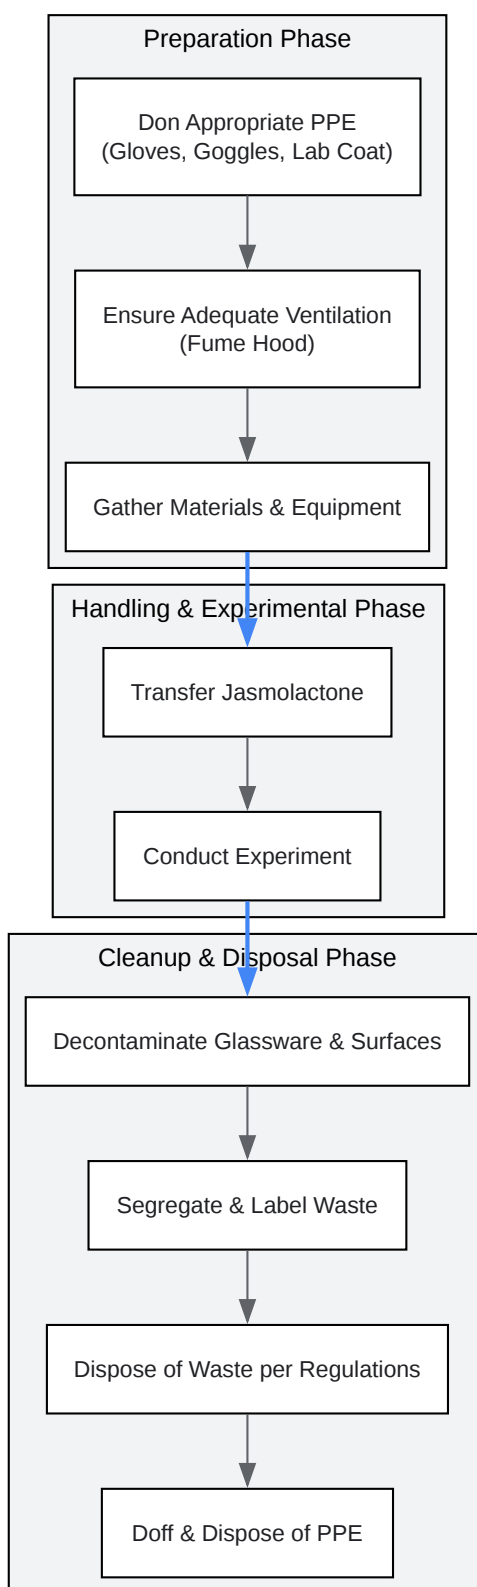 Preparation Phase
Don Appropriate PPE
(Gloves, Goggles, Lab Coat)
Ensure Adequate Ventilation
(Fume Hood)
Gather Materials & Equipment
Handling & Experimental Phase
Transfer Jasmolactone
Conduct Experiment
Cleanup & Disposal Phase
Decontaminate Glassware & Surfaces
Segregate & Label Waste
Dispose of Waste per Regulations
Doff & Dispose of PPE